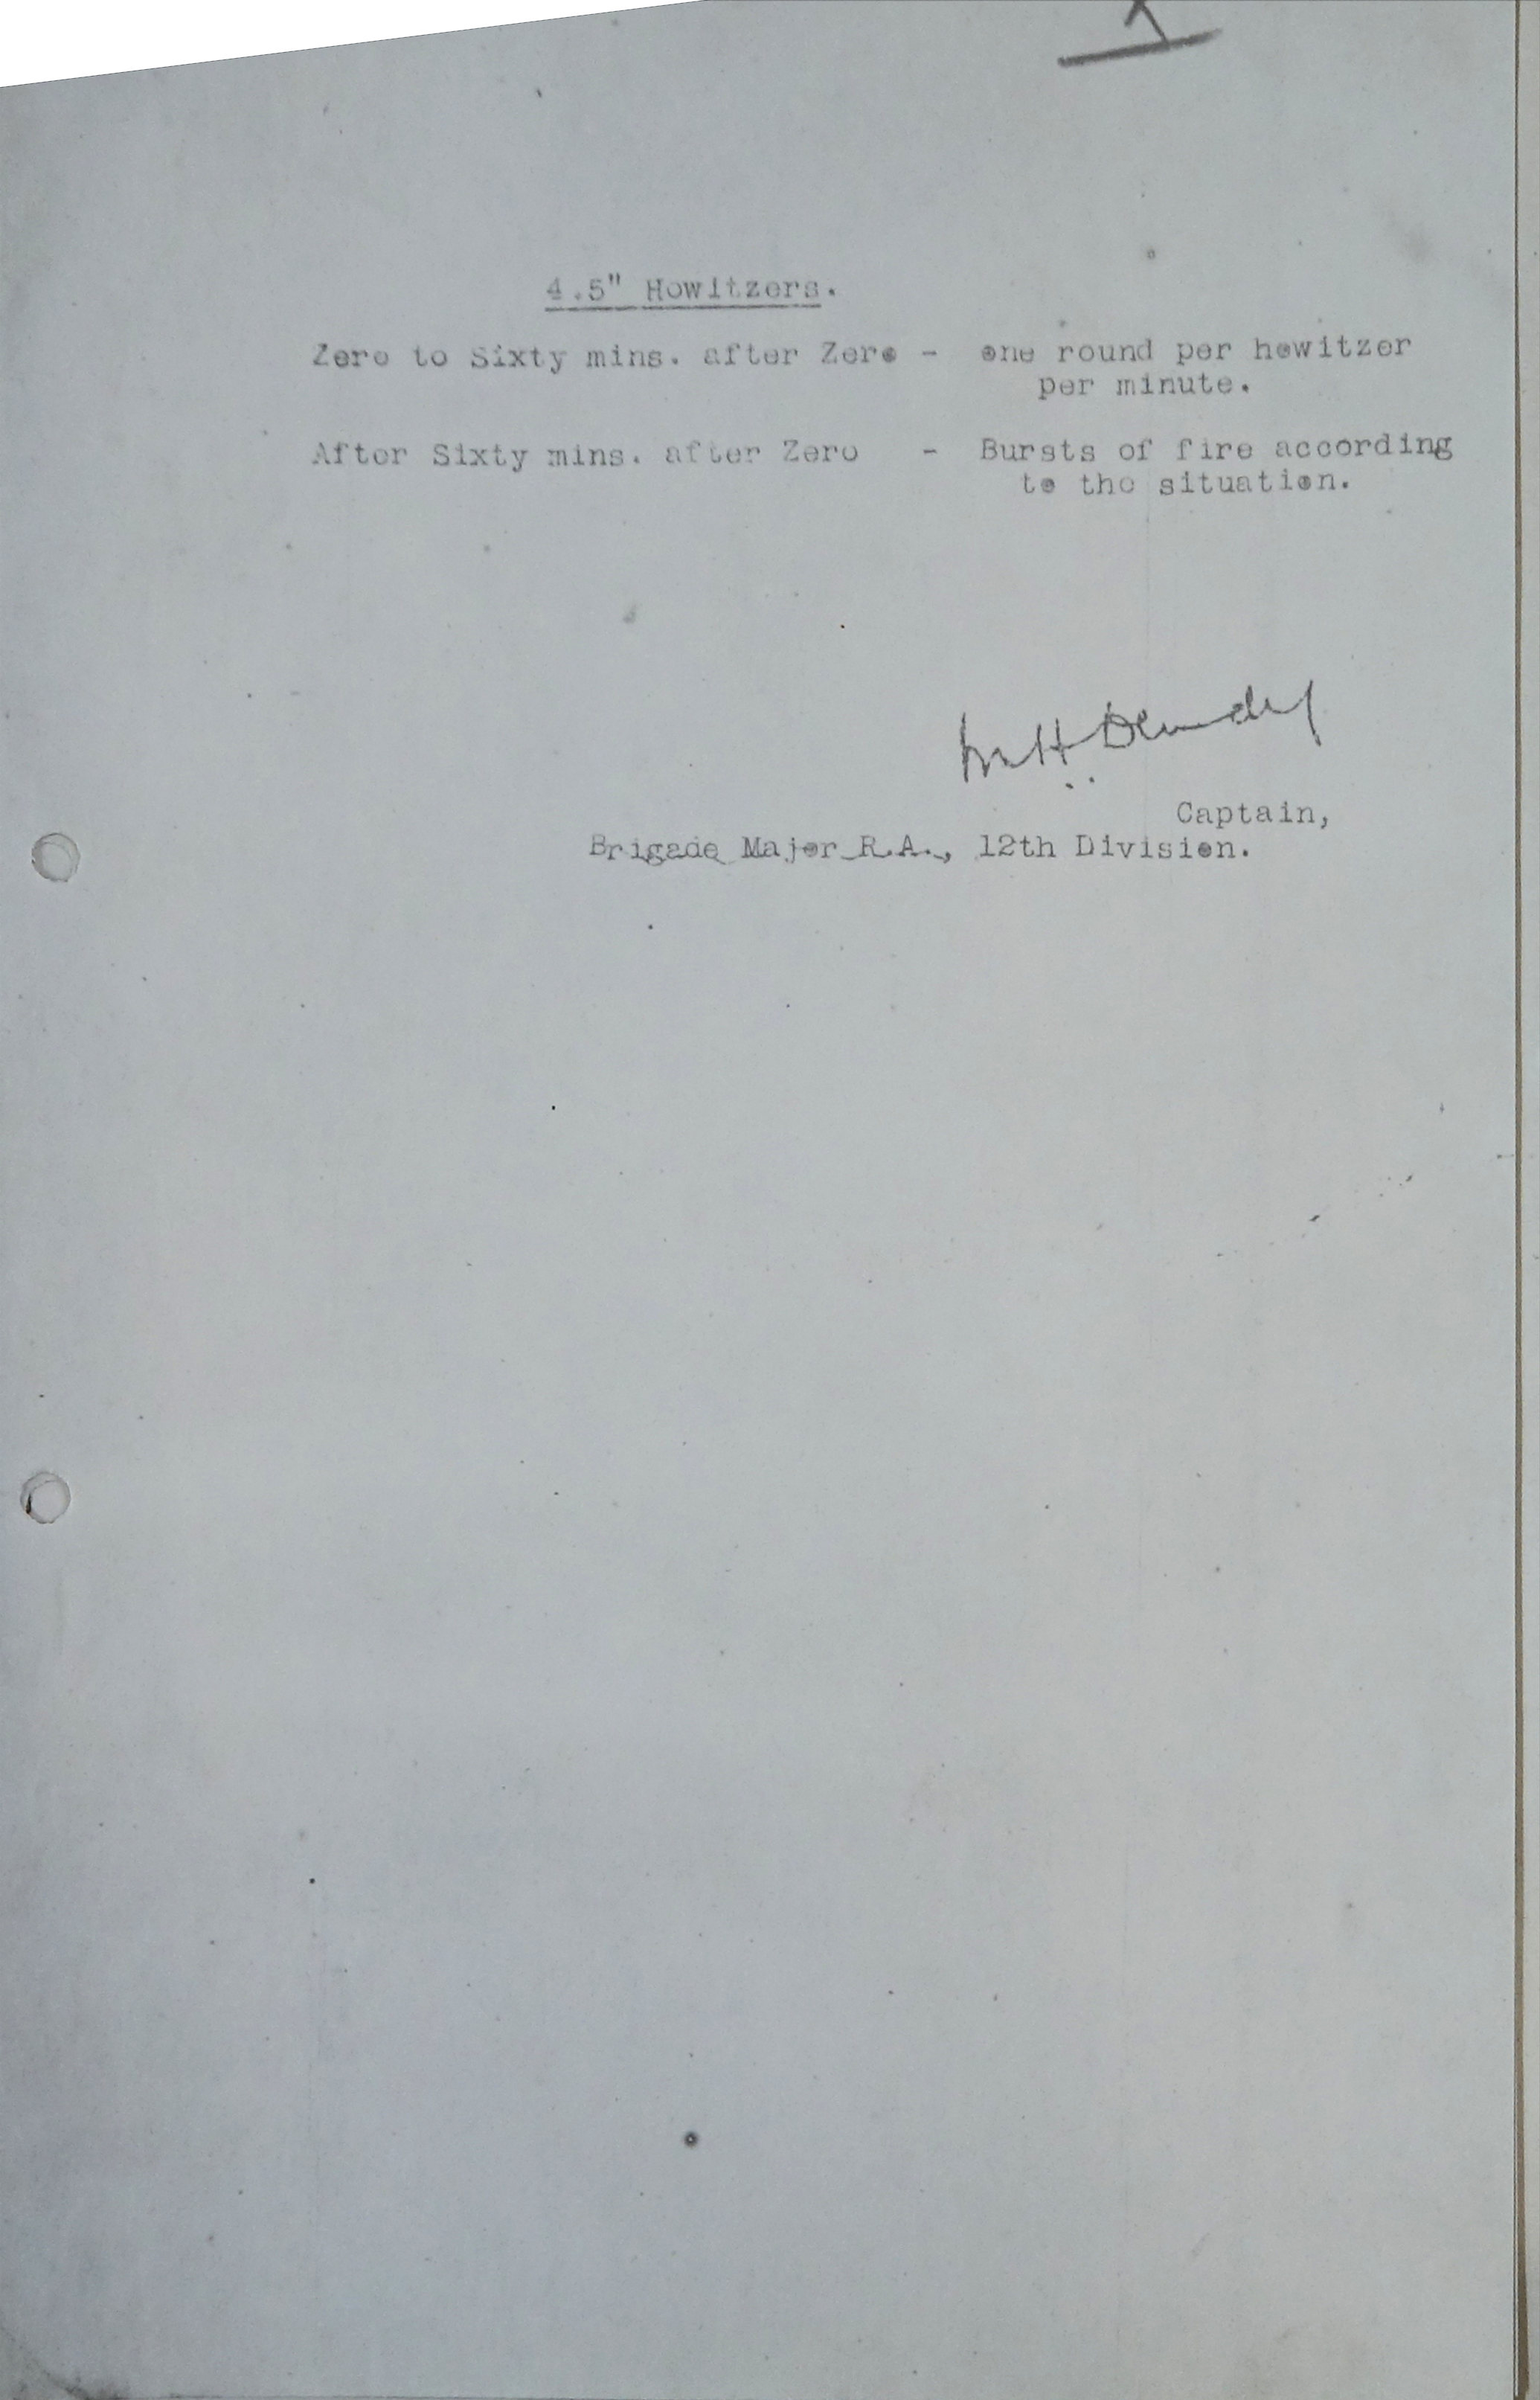 4.5" Howitzers.
Zero to Sixty mins. after Zero - one round per howitzer
per minute.
After Sixty mins. after Zero - Bursts of fire according
to the situation.
Captain,
Brigade Major R.A., 12th Division.